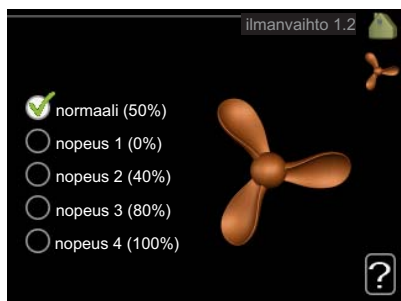 ilmanvaihto 1.2
normaali (50%)
nopeus 1 (0%)
nopeus 2 (40%)
nopeus 3 (80%)
nopeus 4 (100%)
?